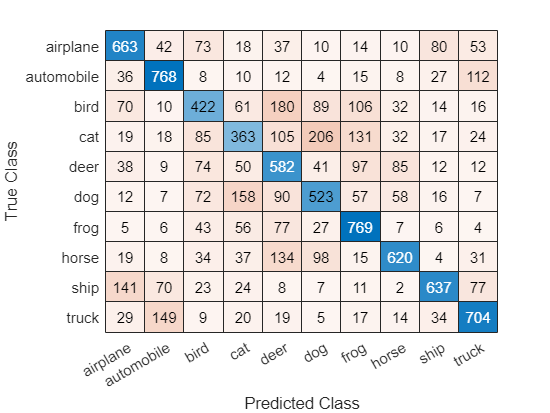 airplane 663 42 73 18 37 10 14 10 80 53
automobile 36 768 8 10 12 4 15 8 27 112
bird 70 10 422 61 180 89 106 32 14 16
cat 19 18 85 363 105 206 131 32 17 24
deer 38 9 74 50 582 41 97 85 12 12
dog 12 7 72 158 90 523 57 58 16 7
frog 5 6 43 56 77 27 769 7 6 4
horse 19 8 34 37 134 98 15 620 4 31
ship 141 70 23 24 8 7 11 2 637 77
truck 29 149 9 20 19 5 17 14 34 704
True Class
airplane automobile bird cat deer dog frog horse ship truck
Predicted Class